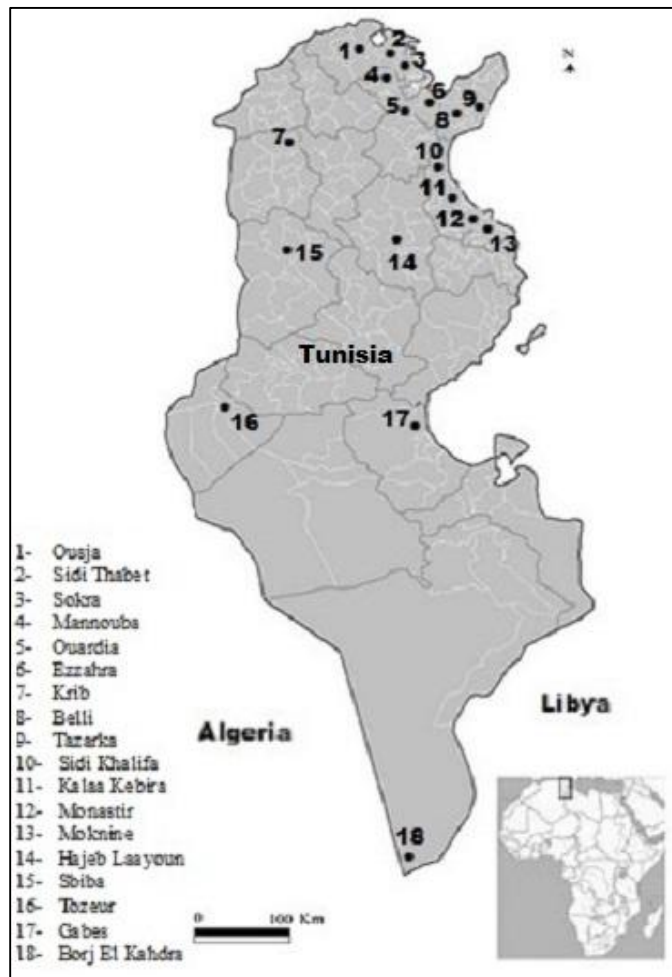 N
1
2
3
4
5
6
7
8
9
10
11
12
13
14
15
Tunisia
16
17
1- Ousja
2- Sidi Thabet
3- Sokra
4- Mannouba
5- Ouardia
6- Ezzahra
7- Krib
8- Belli
9- Tazarka
10- Sidi Khalifa
11- Kalaa Kebira
12- Monastir
13- Moknine
14- Hajeb Laayoun
15- Sbiba
16- Tozeur
17- Gabes
18- Borj El Kahdra
Algeria
Libya
18
0 100 Km